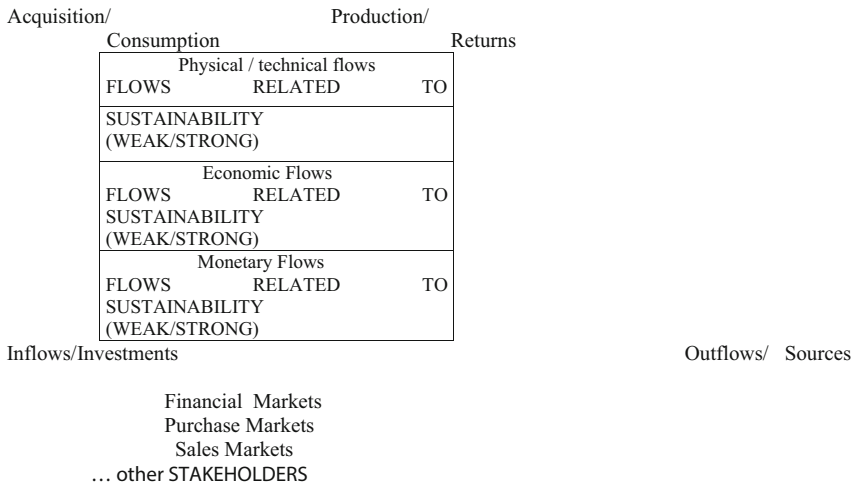 Acquisition/ Production/
Consumption Returns
Physical / technical flows
FLOWS RELATED TO
SUSTAINABILITY
(WEAK/STRONG)
Economic Flows
FLOWS RELATED TO
SUSTAINABILITY
(WEAK/STRONG)
Monetary Flows
FLOWS RELATED TO
SUSTAINABILITY
(WEAK/STRONG)
Inflows/Investments Outflows/ Sources
Financial Markets
Purchase Markets
Sales Markets
… other STAKEHOLDERS